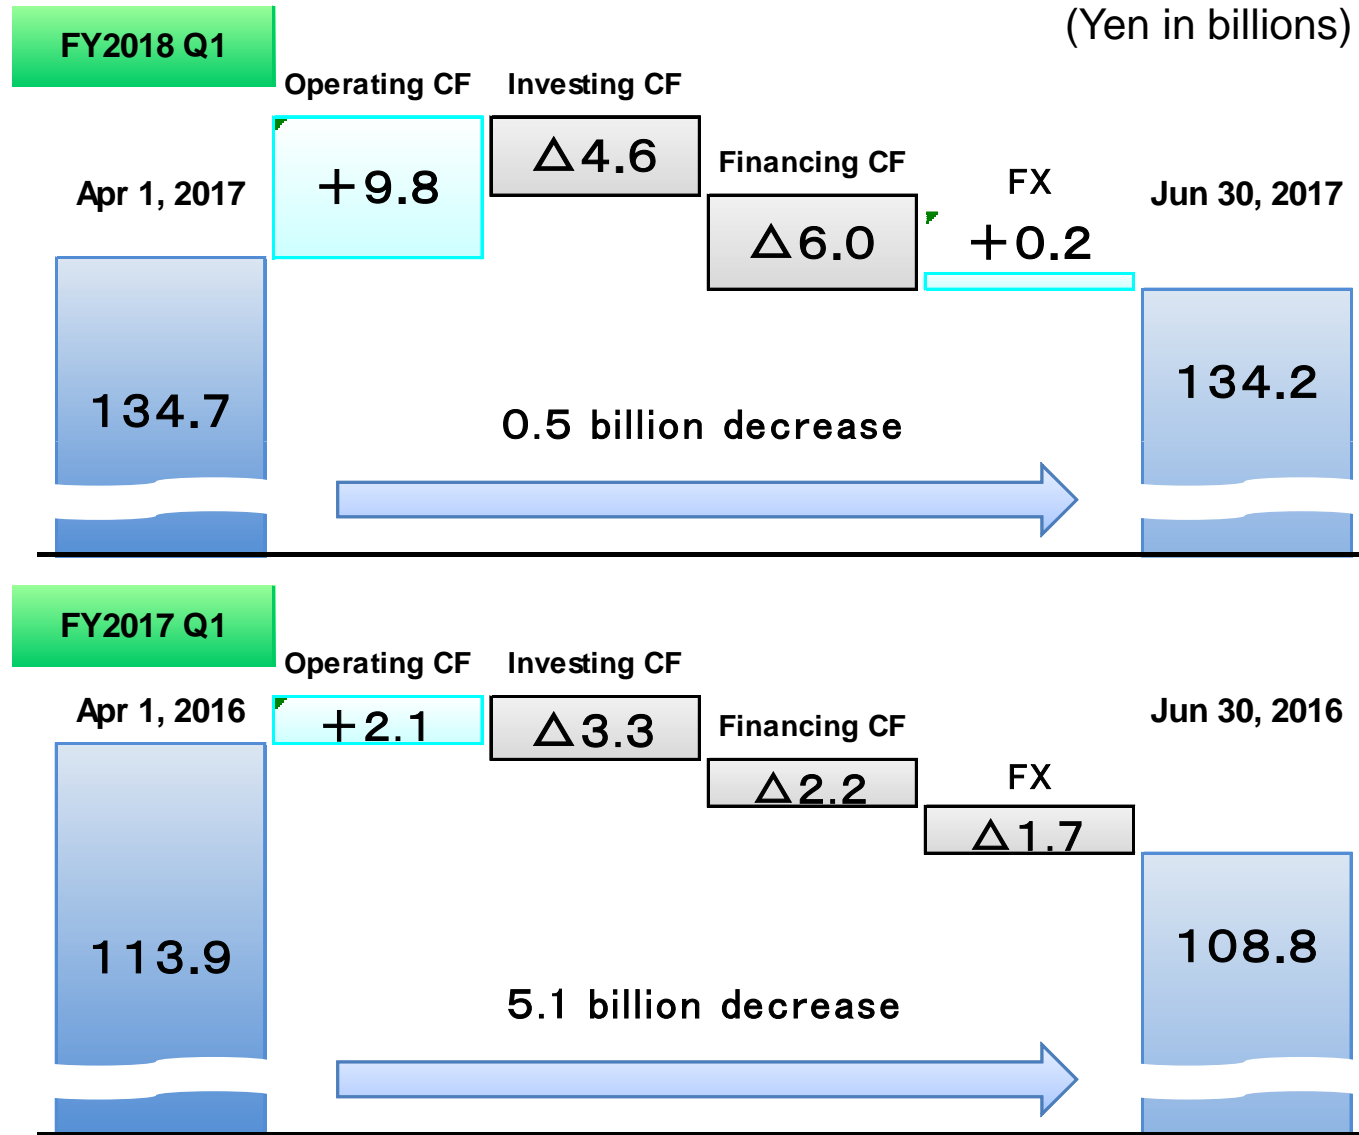 (Yen in billions)
FY2018 Q1
Operating CF
Investing CF
Financing CF
FX
Apr 1, 2017
+9.8
△4.6
△6.0
+0.2
Jun 30, 2017
134.7
134.2
0.5 billion decrease
FY2017 Q1
Operating CF
Investing CF
Financing CF
FX
Apr 1, 2016
+2.1
△3.3
△2.2
△1.7
Jun 30, 2016
113.9
108.8
5.1 billion decrease